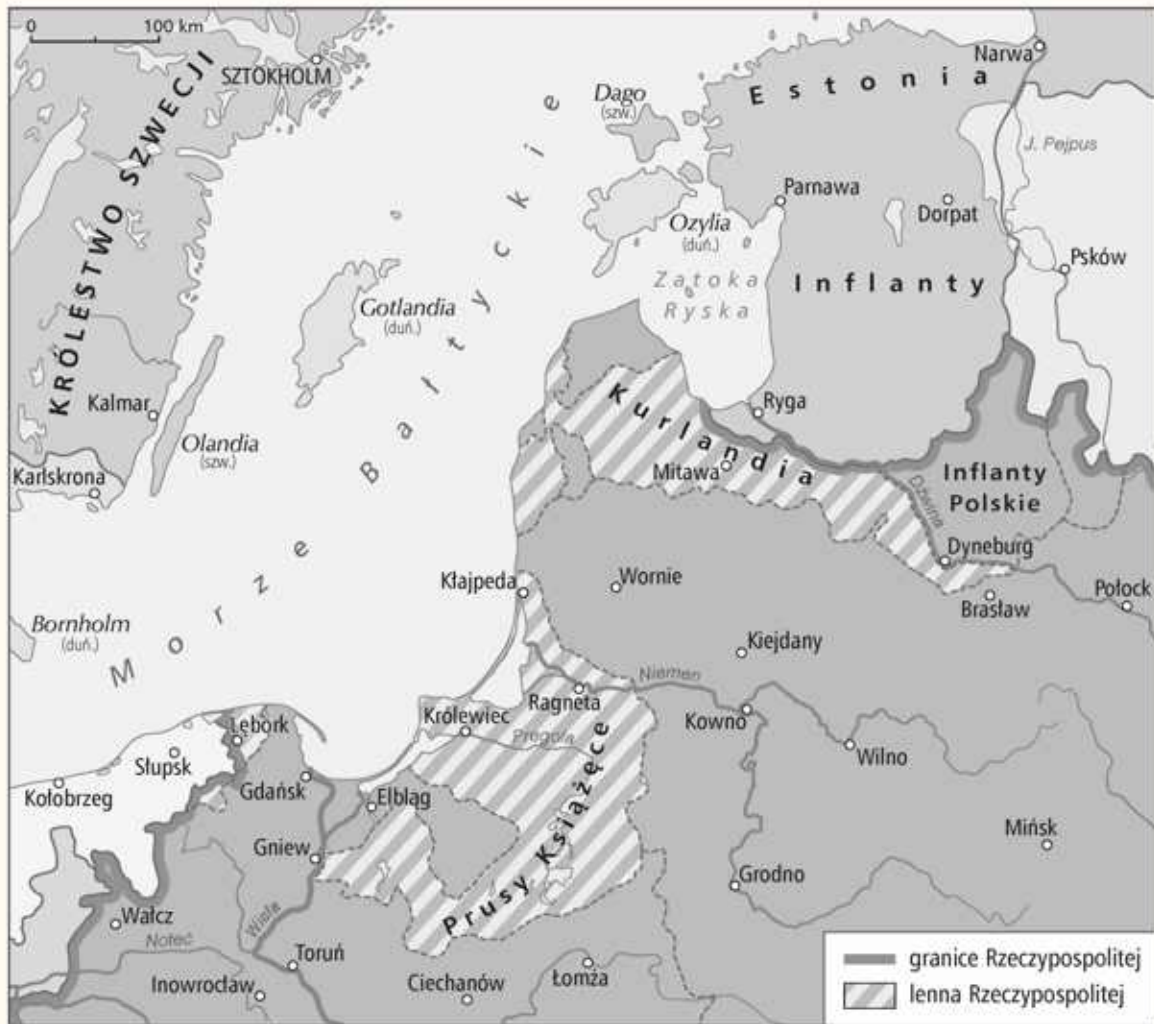 0 100 km
SZTOKHOLM
KRÓLESTWO SZWECJI
Narwa
Estonia
Dago
(szw.)
J. Pejpus
Parnawa
Dorpat
Ozylia
(duń.)
Psków
Zatoka
Ryska
Inflanty
Gotlandia
(duń.)
Morze Bałtyckie
Kalmar
Olandia
(szw.)
Karlskrona
Ryga
Kurlandia
Mitawa
Inflanty
Polskie
Dźwina
Dyneburg
Połock
Brasław
Kłajpeda
Wornie
Bornholm
(duń.)
Kiejdany
Niemen
Ragneta
Kowno
Królewiec
Pregoła
Wilno
Lębork
Słupsk
Kołobrzeg
Gdańsk
Elbląg
Prusy Książęce
Mińsk
Gniew
Grodno
Wałcz
Wisła
Noteć
Toruń
Inowrocław
Ciechanów
Łomża
granice Rzeczypospolitej
lenna Rzeczypospolitej